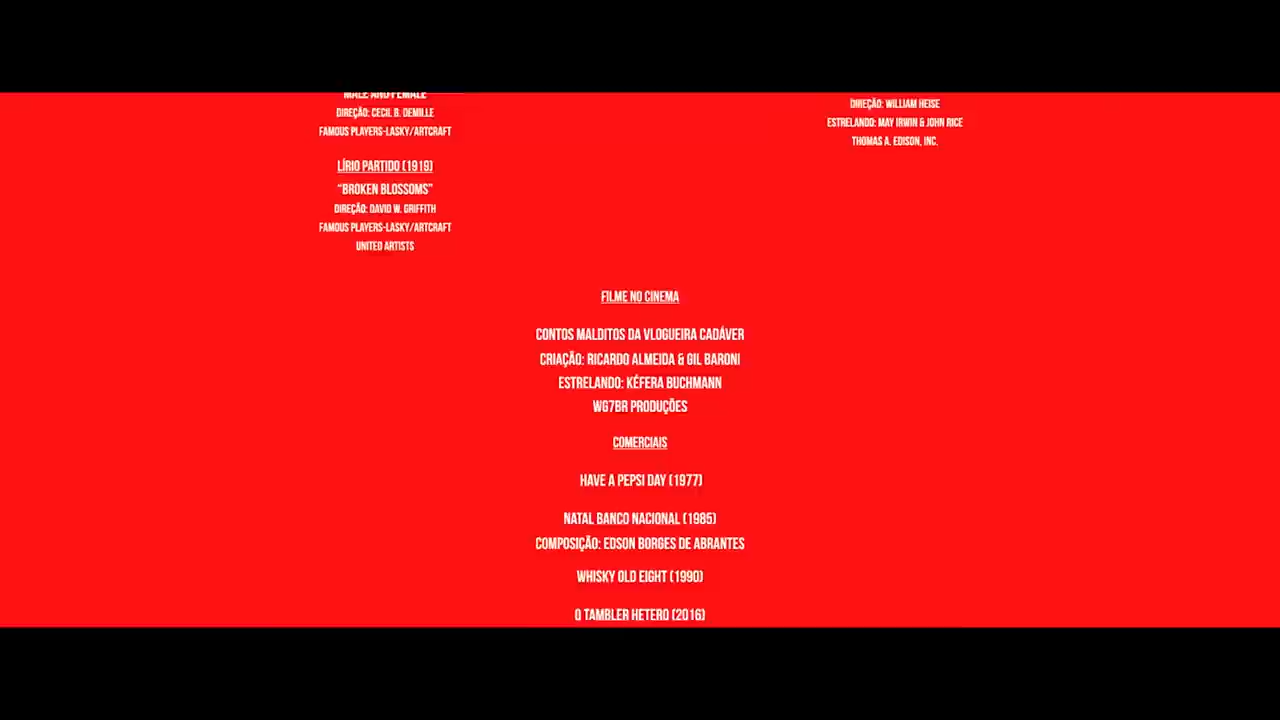 MALE AND FEMALE
DIREÇÃO: CECIL B. DEMILLE
FAMOUS PLAYERS-LASKY/ARTCRAFT
LÍRIO PARTIDO (1919)
“BROKEN BLOSSOMS”
DIREÇÃO: DAVID W. GRIFFITH
FAMOUS PLAYERS-LASKY/ARTCRAFT
UNITED ARTISTS
DIREÇÃO: WILLIAM HEISE
ESTRELANDO: MAY IRWIN & JOHN RICE
THOMAS A. EDISON, INC.
FILME NO CINEMA
CONTOS MALDITOS DA VLOGUEIRA CADÁVER
CRIAÇÃO: RICARDO ALMEIDA & GIL BARONI
ESTRELANDO: KÉFERA BUCHMANN
WG7BR PRODUÇÕES
COMERCIAIS
HAVE A PEPSI DAY (1977)
NATAL BANCO NACIONAL (1985)
COMPOSIÇÃO: EDSON BORGES DE ABRANTES
WHISKY OLD EIGHT (1990)
O TAMBLER HETERO (2016)